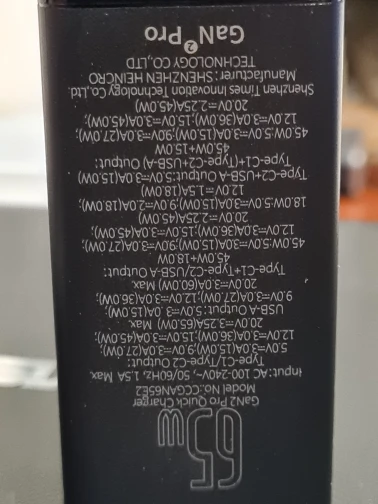 65W
GaN2 Pro Quick Charger
Model No.:CCGAN65E2
Input: AC 100-240V~, 50/60Hz, 1.5A Max
Type-C1/Type-C2 Output:
5.0V⎓3.0A(15.0W);9.0V⎓3.0A(27.0W);
12.0V⎓3.0A(36.0W);15.0V⎓3.0A(45.0W);
20.0V⎓3.25A(65.0W) Max
USB-A Output: 5.0V⎓3.0A(15.0W);
9.0V⎓3.0A(27.0W);12.0V⎓3.0A(36.0W);
20.0V⎓3.0A(60.0W) Max
Type-C1+Type-C2/USB-A Output:
45.0W+18.0W
45.0W:5.0V⎓3.0A(15.0W);9.0V⎓3.0A(27.0W);
12.0V⎓3.0A(36.0W);15.0V⎓3.0A(45.0W);
20.0V⎓2.25A(45.0W)
18.0W:5.0V⎓3.0A(15.0W);9.0V⎓2.0A(18.0W);
12.0V⎓1.5A(18.0W)
Type-C2+USB-A Output:5.0V⎓3.0A(15.0W)
Type-C1+(Type-C2+USB-A) Output:
45.0W+15.0W
45.0W:5.0V⎓3.0A(15.0W);9.0V⎓3.0A(27.0W);
12.0V⎓3.0A(36.0W);15.0V⎓3.0A(45.0W);
20.0V⎓2.25A(45.0W)
Shenzhen Times Innovation Technology Co.,Ltd.
Manufacturer: SHENZHEN HEINCRO
TECHNOLOGY CO.,LTD
GaN2 Pro